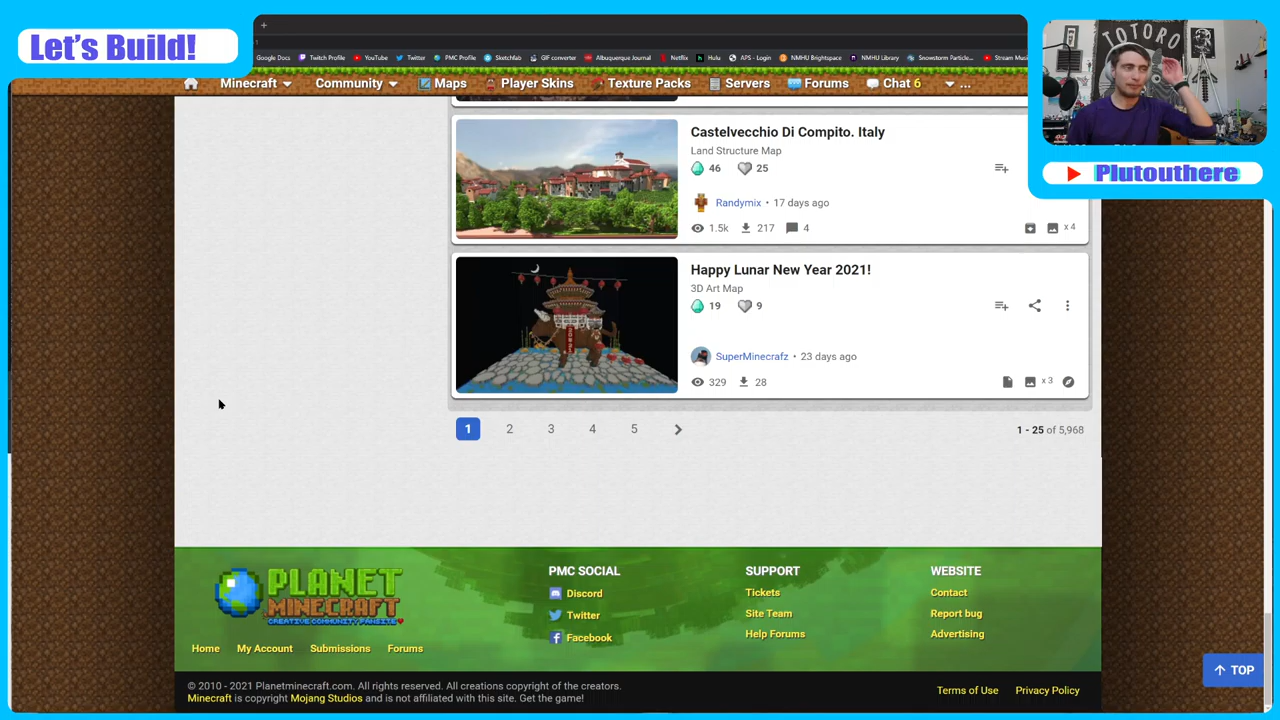 Let's Build!
+
Google Docs Twitch Profile YouTube Twitter PMC Profile Sketchfab GIF converter Albuquerque Journal Netflix Hulu APS - Login NMHU Brightspace NMHU Library Snowstorm Particle... Stream Music
TOTORO
Minecraft Community Maps Player Skins Texture Packs Servers Forums Chat 6 ...
Plutouthere
Castelvecchio Di Compito. Italy
Land Structure Map
46 25
Randymix • 17 days ago
1.5k 217 4 x 4
Happy Lunar New Year 2021!
3D Art Map
19 9
SuperMinecrafz • 23 days ago
329 28 x 3
1 2 3 4 5 1 - 25 of 5,968
PLANET
MINECRAFT
CREATIVE COMMUNITY FANSITE
Home My Account Submissions Forums
PMC SOCIAL
Discord
Twitter
Facebook
SUPPORT
Tickets
Site Team
Help Forums
WEBSITE
Contact
Report bug
Advertising
TOP
© 2010 - 2021 Planetminecraft.com. All rights reserved. All creations copyright of the creators.
Minecraft is copyright Mojang Studios and is not affiliated with this site. Get the game!
Terms of Use Privacy Policy